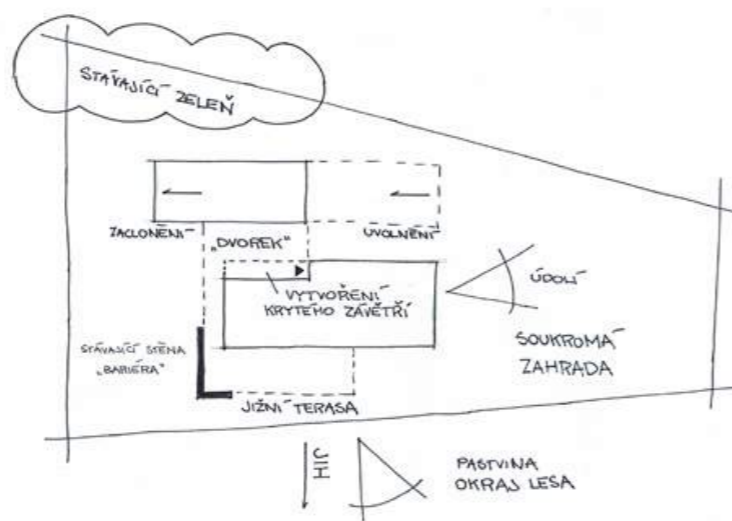 STÁVAJÍCÍ ZELEŇ
ZACLONĚNÍ
„DVOREK"
UVOLNĚNÍ
VYTVOŘENÍ
KRYTÉHO ZÁVĚTŘÍ
ÚDOLÍ
STÁVAJÍCÍ STĚNA
„BARIÉRA"
SOUKROMÁ
ZAHRADA
JIŽNÍ TERASA
JIH
PASTVINA
OKRAJ LESA